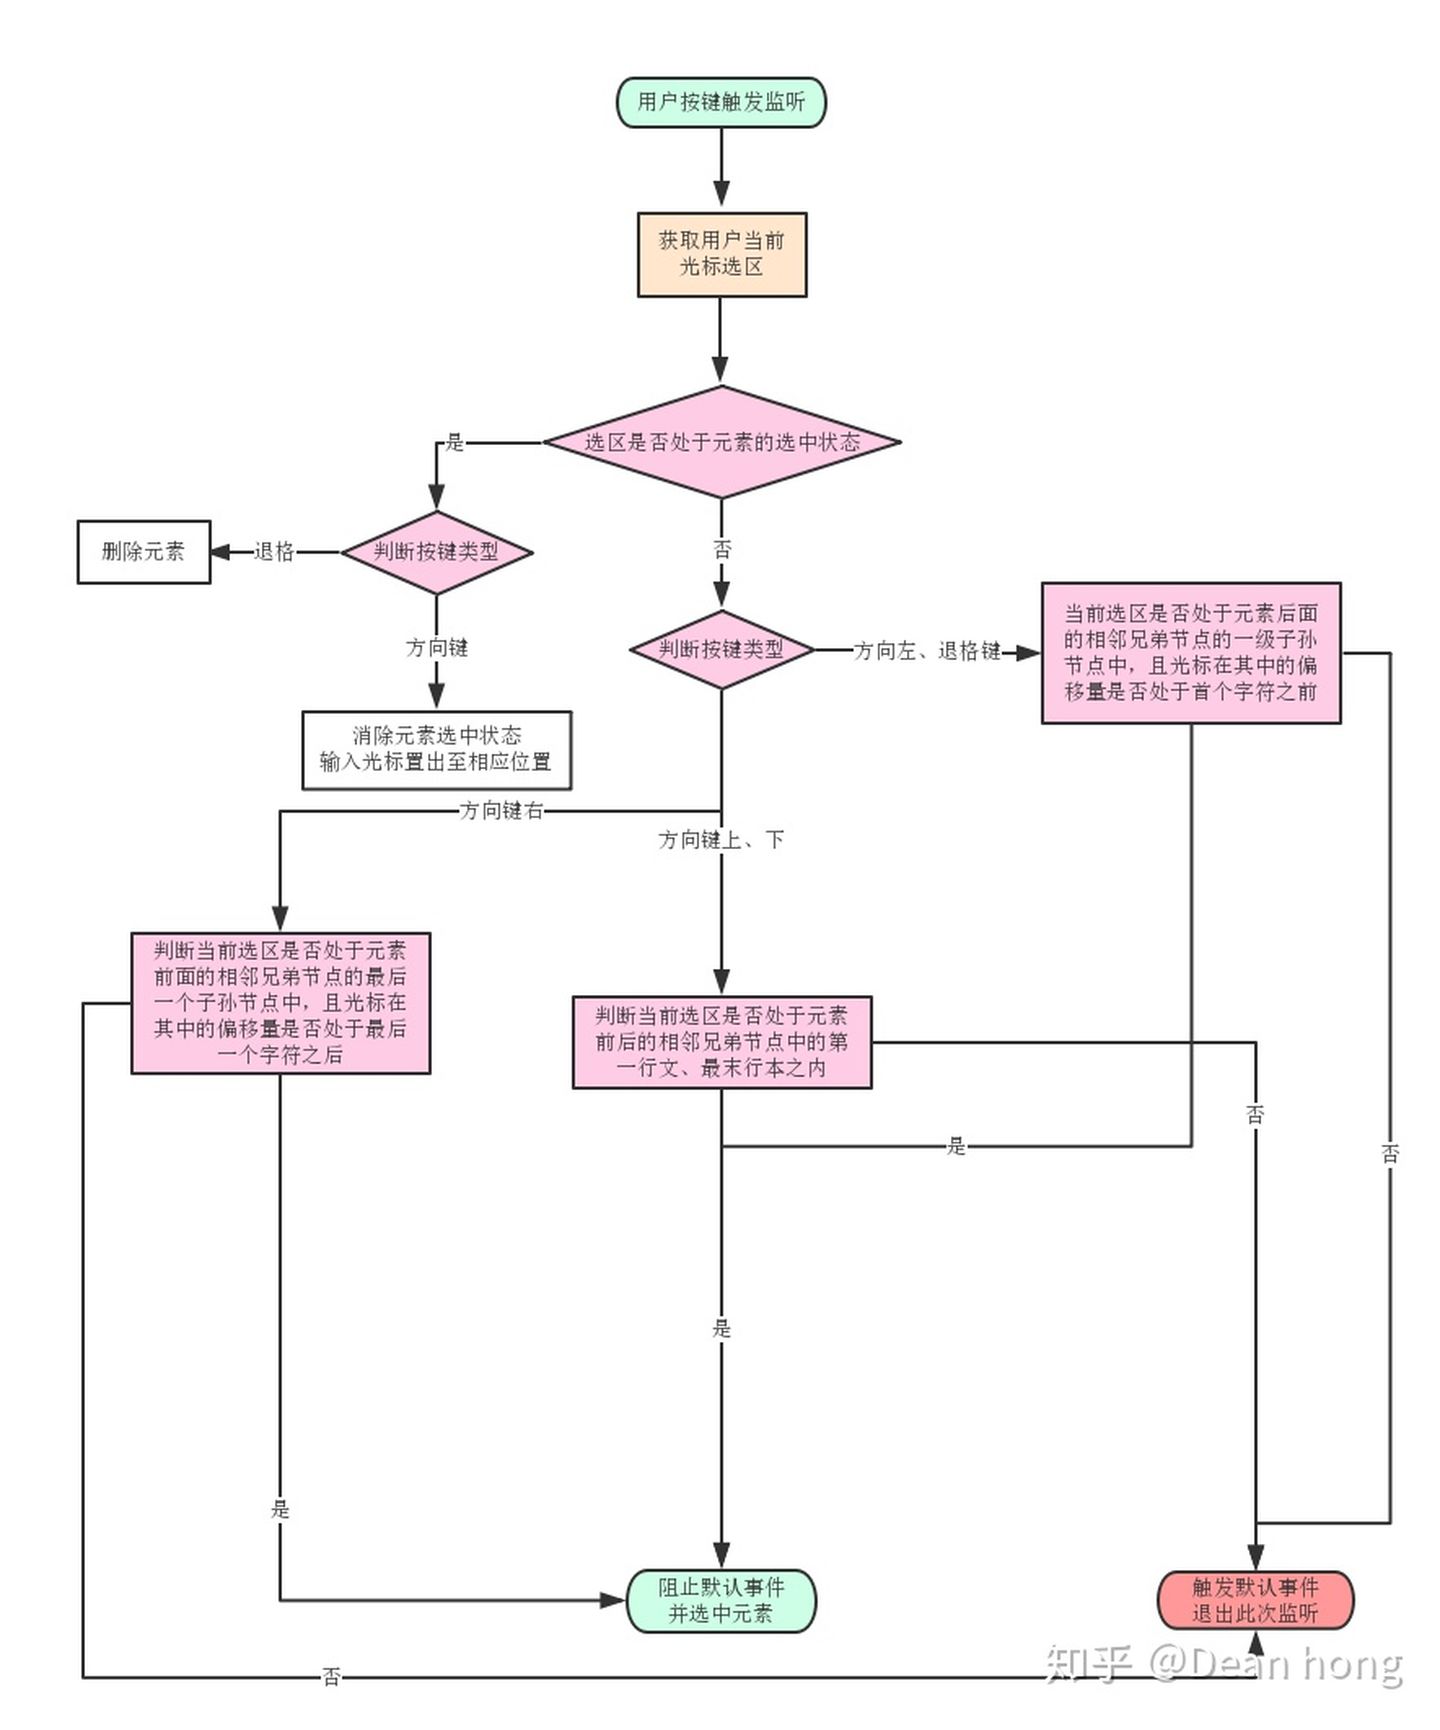 用户按键触发监听
获取用户当前
光标选区
选区是否处于元素的选中状态
是
判断按键类型
退格
删除元素
方向键
消除元素选中状态
输入光标置出至相应位置
否
判断按键类型
方向左、退格键
当前选区是否处于元素后面
的相邻兄弟节点的一级子孙
节点中，且光标在其中的偏
移量是否处于首个字符之前
方向键右
方向键上、下
判断当前选区是否处于元素
前面的相邻兄弟节点的最后
一个子孙节点中，且光标在
其中的偏移量是否处于最后
一个字符之后
判断当前选区是否处于元素
前后的相邻兄弟节点中的第
一行文、最末行本之内
否
是
否
是
是
阻止默认事件
并选中元素
触发默认事件
退出此次监听
否
知乎 @Dean hong